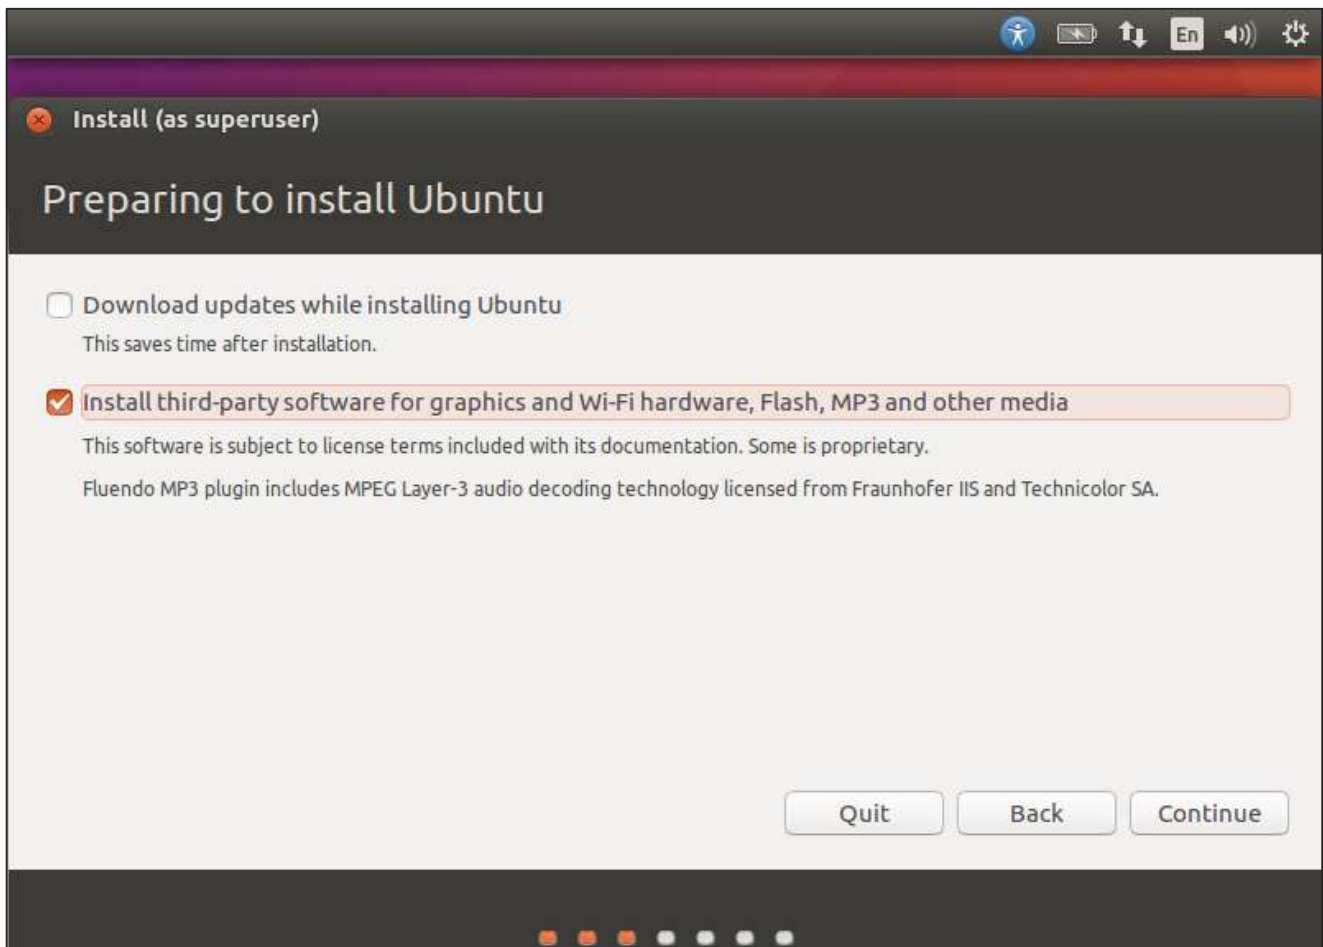 En
Install (as superuser)
Preparing to install Ubuntu
Download updates while installing Ubuntu
This saves time after installation.
Install third-party software for graphics and Wi-Fi hardware, Flash, MP3 and other media
This software is subject to license terms included with its documentation. Some is proprietary.
Fluendo MP3 plugin includes MPEG Layer-3 audio decoding technology licensed from Fraunhofer IIS and Technicolor SA.
Quit Back Continue